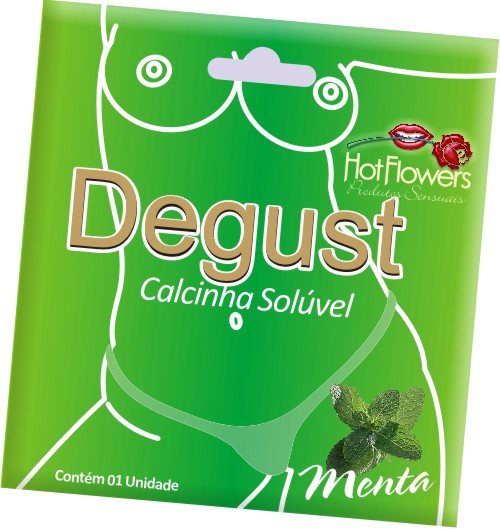 HotFlowers
Produtos Sensuais
Degust
Calcinha Solúvel
Contém 01 Unidade
Menta